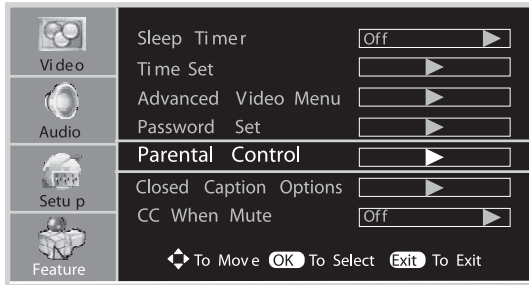 Video
Audio
Setup
Feature
Sleep Timer Off
Time Set
Advanced Video Menu
Password Set
Parental Control
Closed Caption Options
CC When Mute Off
To Move OK To Select Exit To Exit